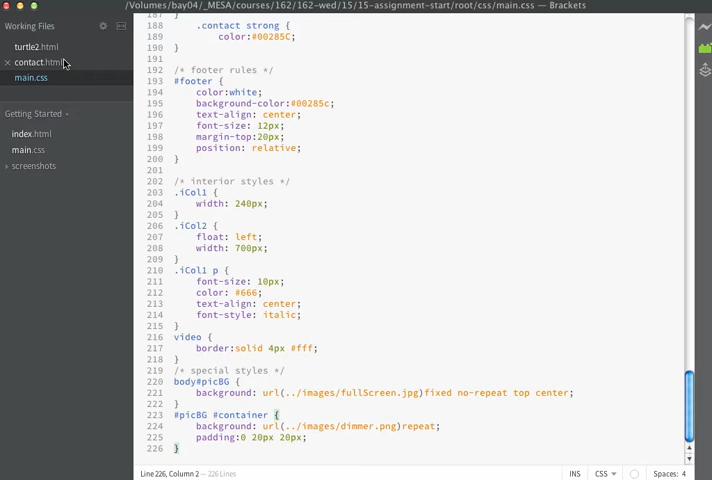 /Volumes/bay04/_MESA/courses/162/162-wed/15/15-assignment-start/root/css/main.css — Brackets
Working Files
turtle2.html
contact.html
main.css
Getting Started
index.html
main.css
screenshots
187 }
188 .contact strong {
189 color:#00285C;
190 }
191
192 /* footer rules */
193 #footer {
194 color:white;
195 background-color:#00285c;
196 text-align: center;
197 font-size: 12px;
198 margin-top:20px;
199 position: relative;
200 }
201
202 /* interior styles */
203 .iCol1 {
204 width: 240px;
205 }
206 .iCol2 {
207 float: left;
208 width: 700px;
209 }
210 .iCol1 p {
211 font-size: 10px;
212 color: #666;
213 text-align: center;
214 font-style: italic;
215 }
216 video {
217 border:solid 4px #fff;
218 }
219 /* special styles */
220 body#picBG {
221 background: url(../images/fullScreen.jpg)fixed no-repeat top center;
222 }
223 #picBG #container {
224 background: url(../images/dimmer.png)repeat;
225 padding:0 20px 20px;
226 }
Line 226, Column 2 — 226 Lines
INS
CSS
Spaces: 4